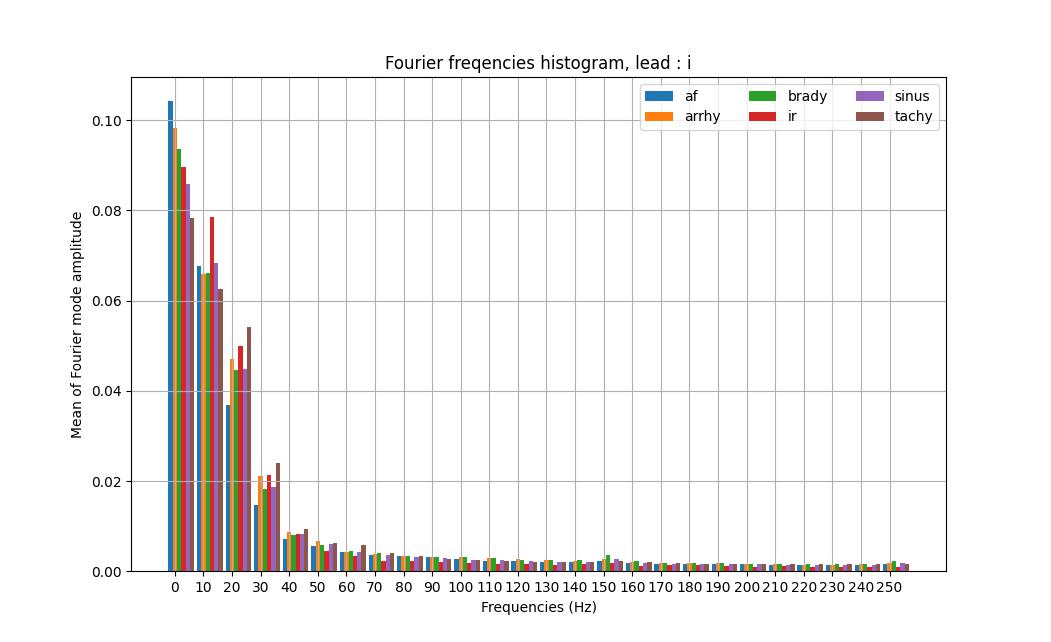 Fourier freqencies histogram, lead : i
af brady sinus
arrhy ir tachy
Mean of Fourier mode amplitude
0.10
0.08
0.06
0.04
0.02
0.00
0 10 20 30 40 50 60 70 80 90 100 110 120 130 140 150 160 170 180 190 200 210 220 230 240 250
Frequencies (Hz)